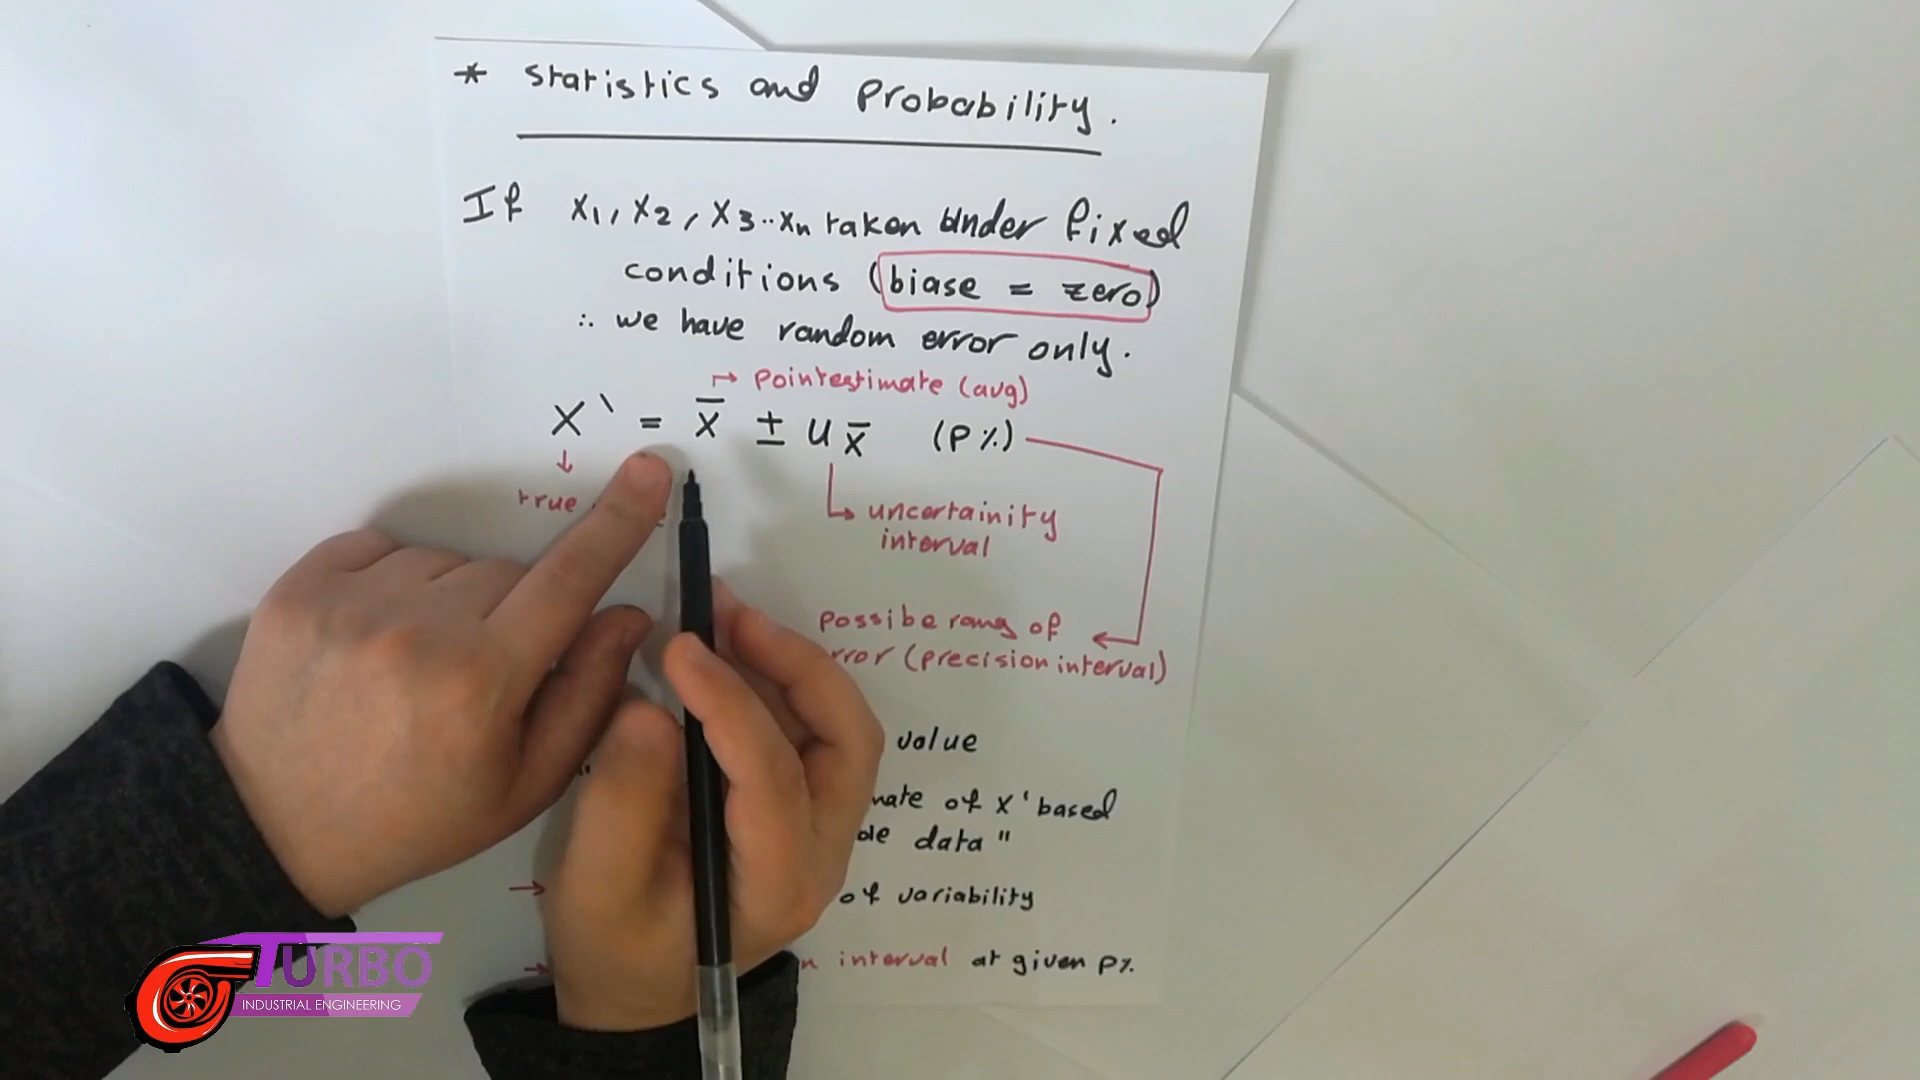 * Statistics and Probability.
If x1, x2, x3..xn taken under fixed
conditions (biase = zero)
∴ we have random error only.
↱ pointestimate (avg)
X` = x̄ ± u x̄ (P%)
↓
true
↳ uncertainity
interval
possibe rang of ←
rror (precision interval)
value
"
mate of x' based
data "
→ of variability
→ n interval at given p%
TURBO
INDUSTRIAL ENGINEERING